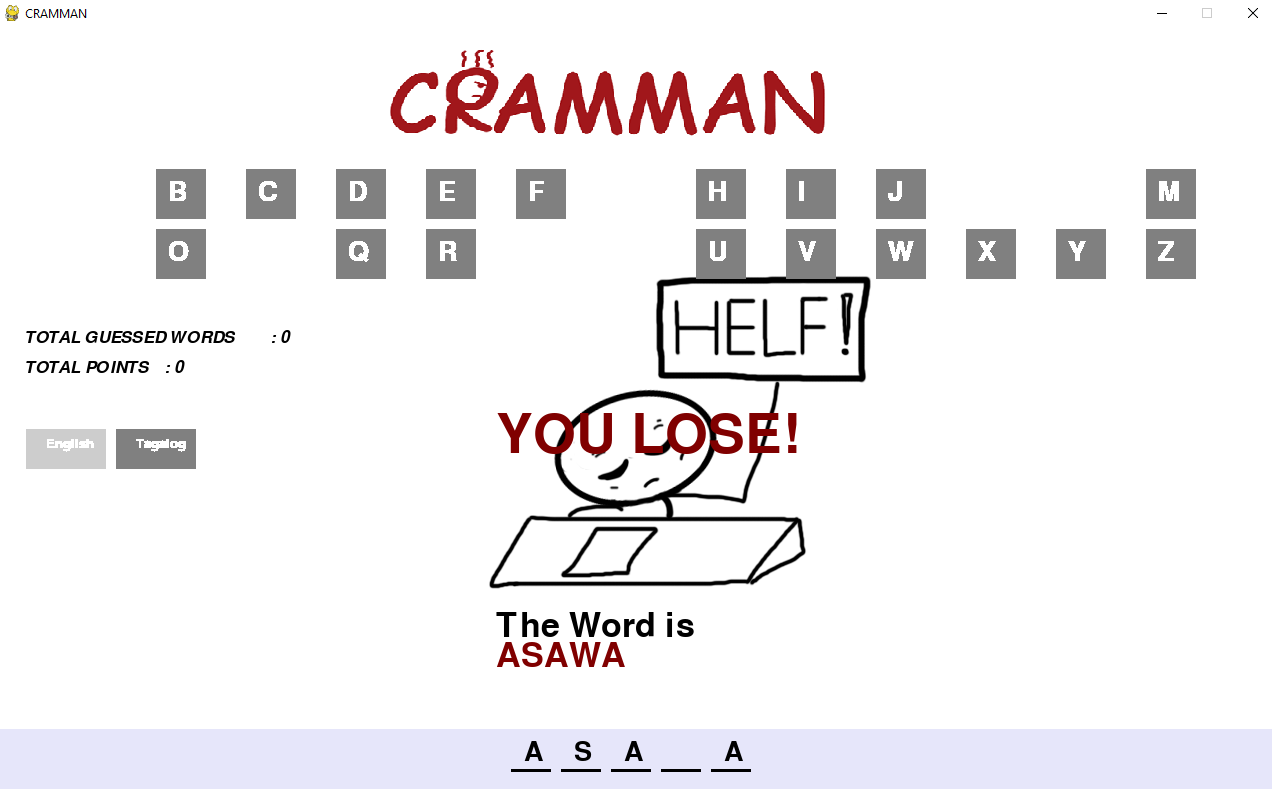 CRAMMAN
CRAMMAN
B C D E F H I J M
O Q R U V W X Y Z
HELF!
TOTAL GUESSED WORDS : 0
TOTAL POINTS : 0
YOU LOSE!
English Tagalog
The Word is
ASAWA
A S A A